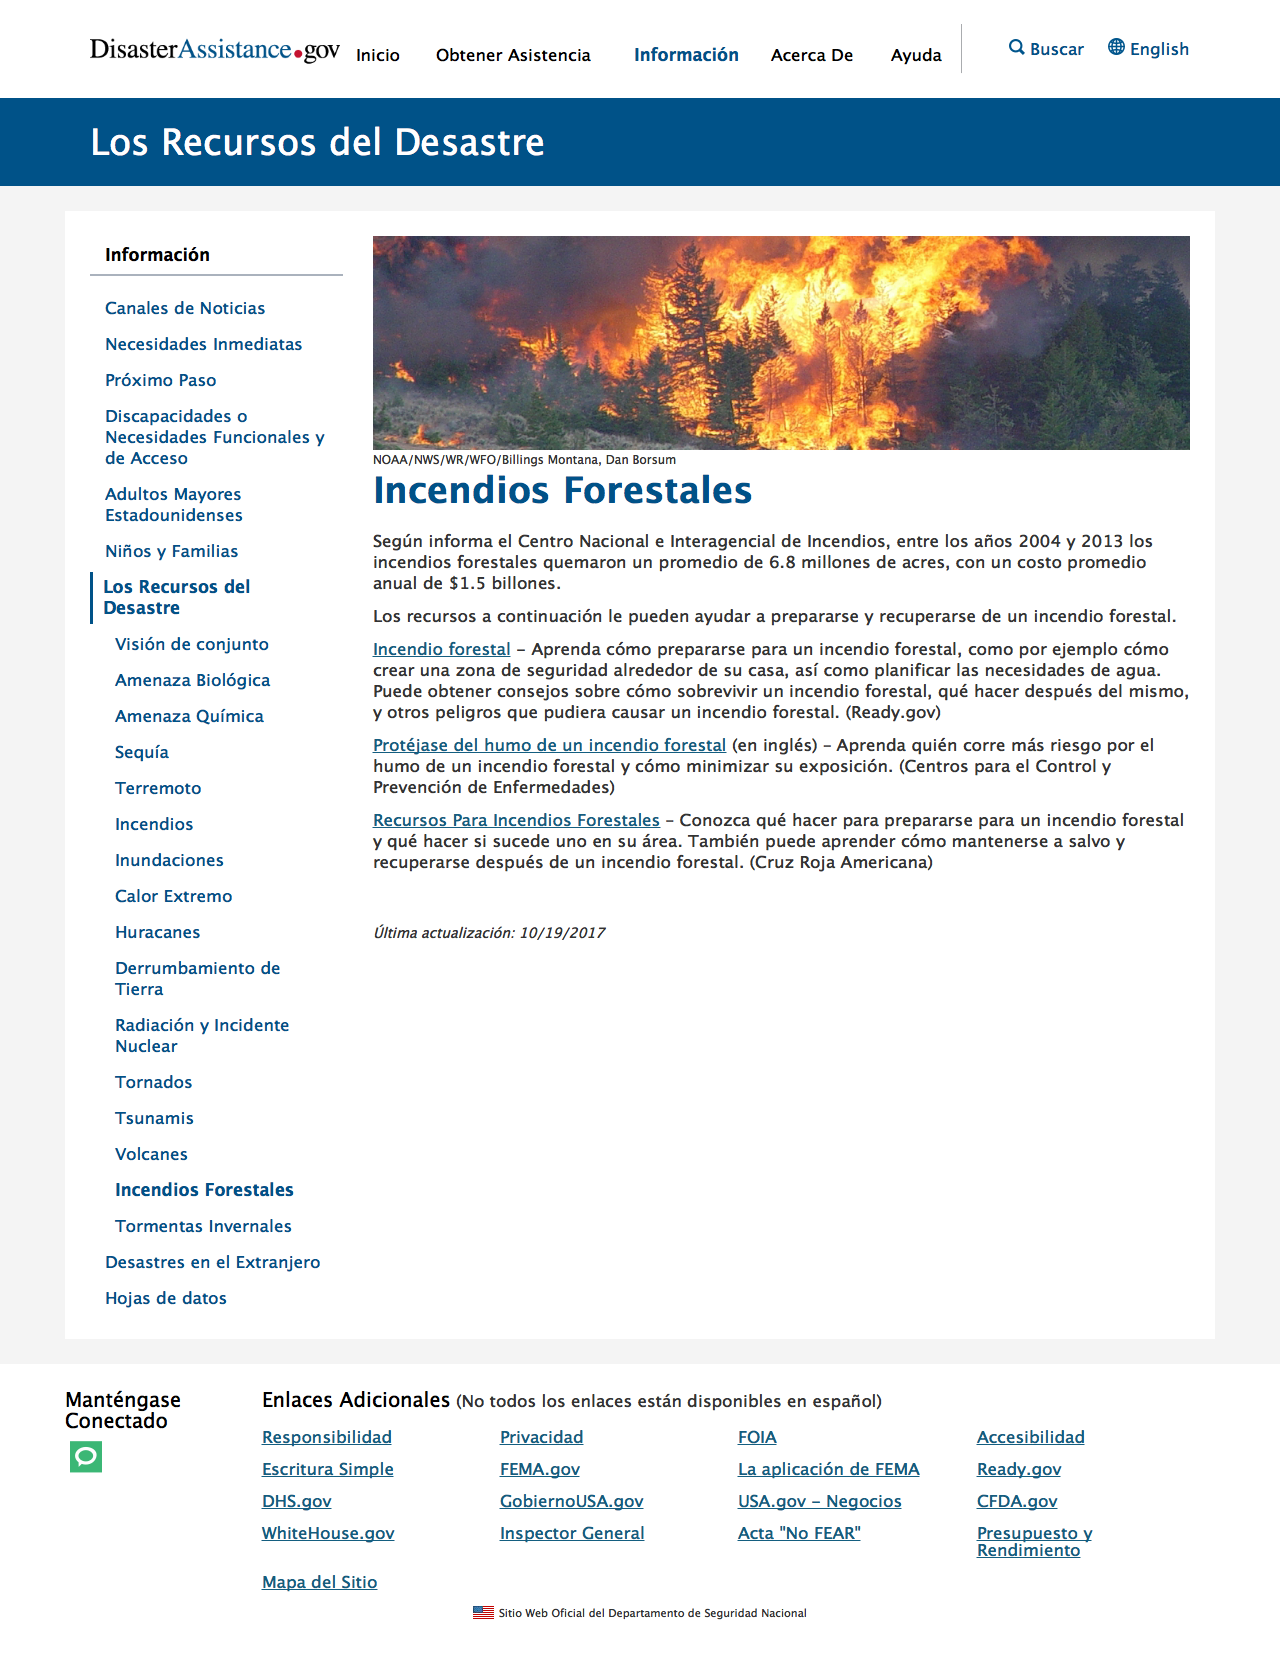 DisasterAssistance.gov
Inicio
Obtener Asistencia
Información
Acerca De
Ayuda
Buscar
English
Los Recursos del Desastre
Información
Canales de Noticias
Necesidades Inmediatas
Próximo Paso
Discapacidades o
Necesidades Funcionales y
de Acceso
Adultos Mayores
Estadounidenses
Niños y Familias
Los Recursos del
Desastre
Visión de conjunto
Amenaza Biológica
Amenaza Química
Sequía
Terremoto
Incendios
Inundaciones
Calor Extremo
Huracanes
Derrumbamiento de
Tierra
Radiación y Incidente
Nuclear
Tornados
Tsunamis
Volcanes
Incendios Forestales
Tormentas Invernales
Desastres en el Extranjero
Hojas de datos
NOAA/NWS/WR/WFO/Billings Montana, Dan Borsum
Incendios Forestales
Según informa el Centro Nacional e Interagencial de Incendios, entre los años 2004 y 2013 los
incendios forestales quemaron un promedio de 6.8 millones de acres, con un costo promedio
anual de $1.5 billones.
Los recursos a continuación le pueden ayudar a prepararse y recuperarse de un incendio forestal.
Incendio forestal – Aprenda cómo prepararse para un incendio forestal, como por ejemplo cómo
crear una zona de seguridad alrededor de su casa, así como planificar las necesidades de agua.
Puede obtener consejos sobre cómo sobrevivir un incendio forestal, qué hacer después del mismo,
y otros peligros que pudiera causar un incendio forestal. (Ready.gov)
Protéjase del humo de un incendio forestal (en inglés) – Aprenda quién corre más riesgo por el
humo de un incendio forestal y cómo minimizar su exposición. (Centros para el Control y
Prevención de Enfermedades)
Recursos Para Incendios Forestales – Conozca qué hacer para prepararse para un incendio forestal
y qué hacer si sucede uno en su área. También puede aprender cómo mantenerse a salvo y
recuperarse después de un incendio forestal. (Cruz Roja Americana)
Última actualización: 10/19/2017
Manténgase
Conectado
Enlaces Adicionales (No todos los enlaces están disponibles en español)
Responsibilidad
Privacidad
FOIA
Accesibilidad
Escritura Simple
FEMA.gov
La aplicación de FEMA
Ready.gov
DHS.gov
GobiernoUSA.gov
USA.gov – Negocios
CFDA.gov
WhiteHouse.gov
Inspector General
Acta "No FEAR"
Presupuesto y
Rendimiento
Mapa del Sitio
Sitio Web Oficial del Departamento de Seguridad Nacional